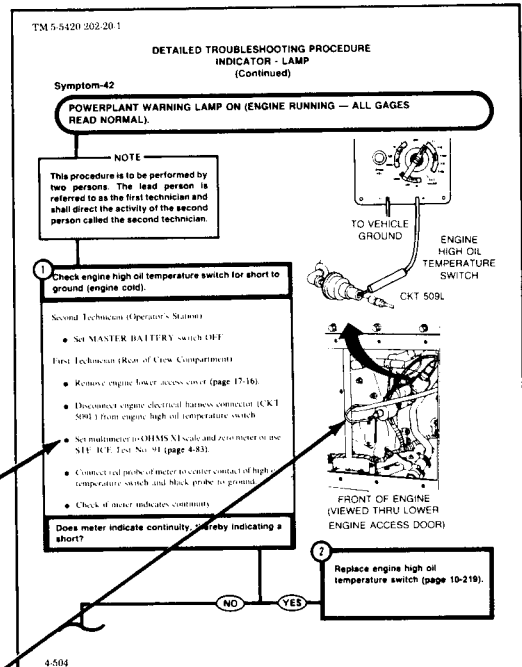 TM 5-5420 202-20-1
DETAILED TROUBLESHOOTING PROCEDURE
INDICATOR - LAMP
(Continued)
Symptom-42
POWERPLANT WARNING LAMP ON (ENGINE RUNNING — ALL GAGES
READ NORMAL).
NOTE
This procedure is to be performed by
two persons. The lead person is
referred to as the first technician and
shall direct the activity of the second
person called the second technician.
TO VEHICLE
GROUND
ENGINE
HIGH OIL
TEMPERATURE
SWITCH
CKT 509L
1
Check engine high oil temperature switch for short to
ground (engine cold).
Second Technician (Operator's Station)
● Set MASTER BATTERY switch OFF
First Technician (Rear of Crew Compartment)
● Remove engine lower access cover (page 17-16).
● Disconnect engine electrical harness connector (CKT
509L) from engine high oil temperature switch
● Set multimeter to OHMS X1 scale and zero meter or use
STE/ICE Test No. 91 (page 4-83).
● Connect red probe of meter to center contact of high
temperature switch and black probe to ground.
● Check if meter indicates continuity
Does meter indicate continuity, thereby indicating a
short?
FRONT OF ENGINE
(VIEWED THRU LOWER
ENGINE ACCESS DOOR)
2
Replace engine high oil
temperature switch (page 10-219).
NO
YES
4-504